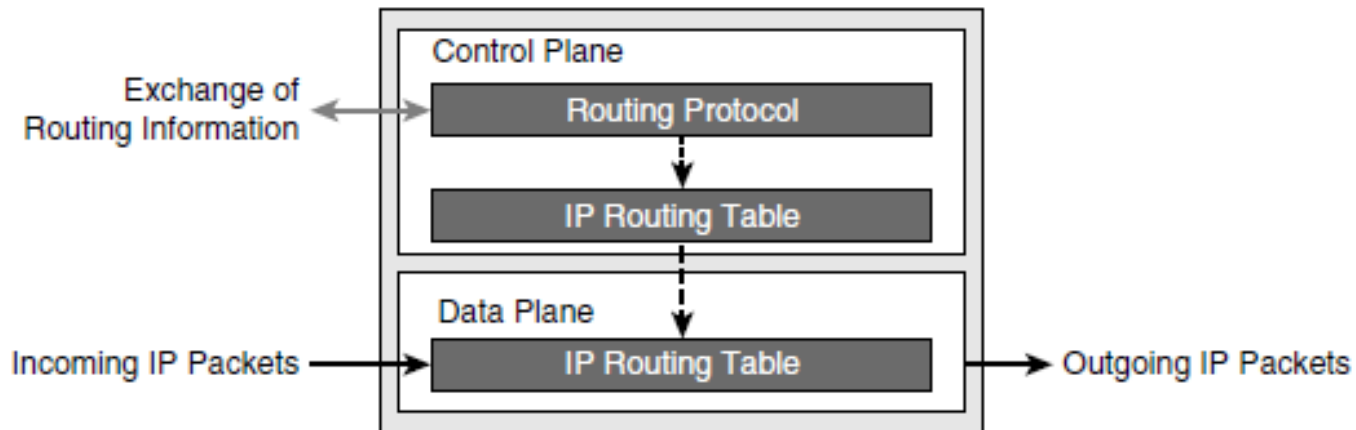 Control Plane
Exchange of
Routing Information
Routing Protocol
IP Routing Table
Data Plane
Incoming IP Packets
IP Routing Table
Outgoing IP Packets